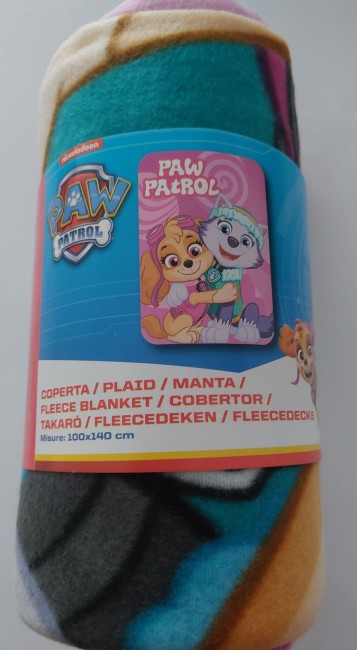 nickelodeon
PAW
PATROL
PAW
PATROL
COPERTA / PLAID / MANTA /
FLEECE BLANKET / COBERTOR /
TAKARÓ / FLEECEDEKEN / FLEECEDECKE
Misure: 100x140 cm